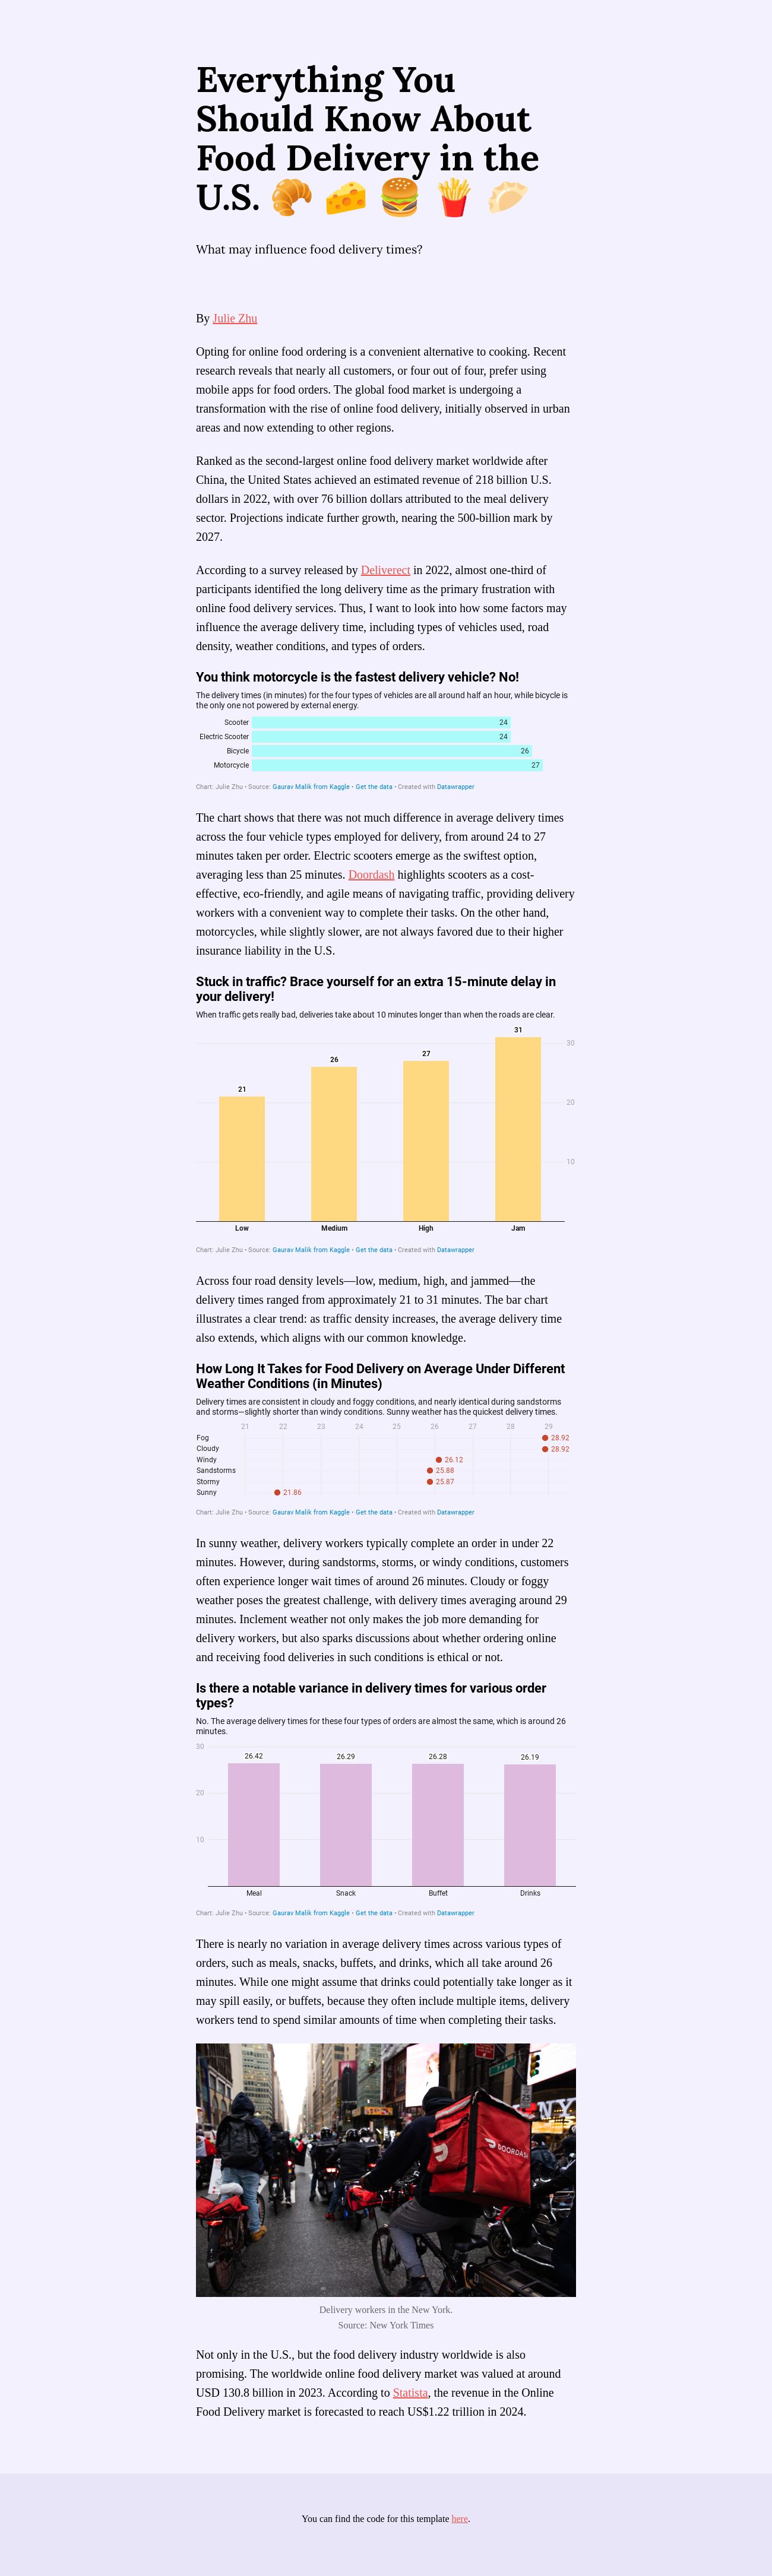 Everything You
Should Know About
Food Delivery in the
U.S. 🥐 🧀 🍔 🍟 🥟
What may influence food delivery times?
By Julie Zhu
Opting for online food ordering is a convenient alternative to cooking. Recent
research reveals that nearly all customers, or four out of four, prefer using
mobile apps for food orders. The global food market is undergoing a
transformation with the rise of online food delivery, initially observed in urban
areas and now extending to other regions.
Ranked as the second-largest online food delivery market worldwide after
China, the United States achieved an estimated revenue of 218 billion U.S.
dollars in 2022, with over 76 billion dollars attributed to the meal delivery
sector. Projections indicate further growth, nearing the 500-billion mark by
2027.
According to a survey released by Deliverect in 2022, almost one-third of
participants identified the long delivery time as the primary frustration with
online food delivery services. Thus, I want to look into how some factors may
influence the average delivery time, including types of vehicles used, road
density, weather conditions, and types of orders.
You think motorcycle is the fastest delivery vehicle? No!
The delivery times (in minutes) for the four types of vehicles are all around half an hour, while bicycle is
the only one not powered by external energy.
Scooter 24
Electric Scooter 24
Bicycle 26
Motorcycle 27
Chart: Julie Zhu • Source: Gaurav Malik from Kaggle • Get the data • Created with Datawrapper
The chart shows that there was not much difference in average delivery times
across the four vehicle types employed for delivery, from around 24 to 27
minutes taken per order. Electric scooters emerge as the swiftest option,
averaging less than 25 minutes. Doordash highlights scooters as a cost-
effective, eco-friendly, and agile means of navigating traffic, providing delivery
workers with a convenient way to complete their tasks. On the other hand,
motorcycles, while slightly slower, are not always favored due to their higher
insurance liability in the U.S.
Stuck in traffic? Brace yourself for an extra 15-minute delay in
your delivery!
When traffic gets really bad, deliveries take about 10 minutes longer than when the roads are clear.
31
30
27
26
21
20
10
Low Medium High Jam
Chart: Julie Zhu • Source: Gaurav Malik from Kaggle • Get the data • Created with Datawrapper
Across four road density levels—low, medium, high, and jammed—the
delivery times ranged from approximately 21 to 31 minutes. The bar chart
illustrates a clear trend: as traffic density increases, the average delivery time
also extends, which aligns with our common knowledge.
How Long It Takes for Food Delivery on Average Under Different
Weather Conditions (in Minutes)
Delivery times are consistent in cloudy and foggy conditions, and nearly identical during sandstorms
and storms—slightly shorter than windy conditions. Sunny weather has the quickest delivery times.
21 22 23 24 25 26 27 28 29
Fog 28.92
Cloudy 28.92
Windy 26.12
Sandstorms 25.88
Stormy 25.87
Sunny 21.86
Chart: Julie Zhu • Source: Gaurav Malik from Kaggle • Get the data • Created with Datawrapper
In sunny weather, delivery workers typically complete an order in under 22
minutes. However, during sandstorms, storms, or windy conditions, customers
often experience longer wait times of around 26 minutes. Cloudy or foggy
weather poses the greatest challenge, with delivery times averaging around 29
minutes. Inclement weather not only makes the job more demanding for
delivery workers, but also sparks discussions about whether ordering online
and receiving food deliveries in such conditions is ethical or not.
Is there a notable variance in delivery times for various order
types?
No. The average delivery times for these four types of orders are almost the same, which is around 26
minutes.
30
26.42 26.29 26.28 26.19
20
10
Meal Snack Buffet Drinks
Chart: Julie Zhu • Source: Gaurav Malik from Kaggle • Get the data • Created with Datawrapper
There is nearly no variation in average delivery times across various types of
orders, such as meals, snacks, buffets, and drinks, which all take around 26
minutes. While one might assume that drinks could potentially take longer as it
may spill easily, or buffets, because they often include multiple items, delivery
workers tend to spend similar amounts of time when completing their tasks.
DOORDASH
Delivery workers in the New York.
Source: New York Times
Not only in the U.S., but the food delivery industry worldwide is also
promising. The worldwide online food delivery market was valued at around
USD 130.8 billion in 2023. According to Statista, the revenue in the Online
Food Delivery market is forecasted to reach US$1.22 trillion in 2024.
You can find the code for this template here.